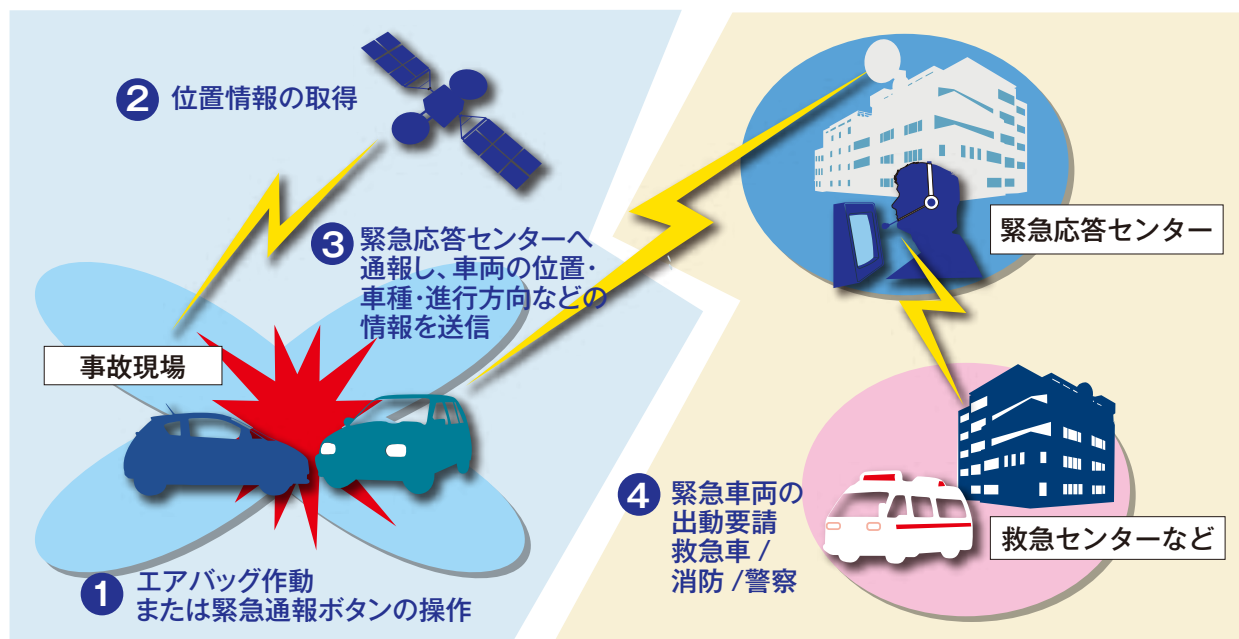 ❷ 位置情報の取得
❸ 緊急応答センターへ
通報し、車両の位置・
車種・進行方向などの
情報を送信
緊急応答センター
事故現場
❹ 緊急車両の
出動要請
救急車 /
消防 /警察
救急センターなど
❶ エアバッグ作動
または緊急通報ボタンの操作